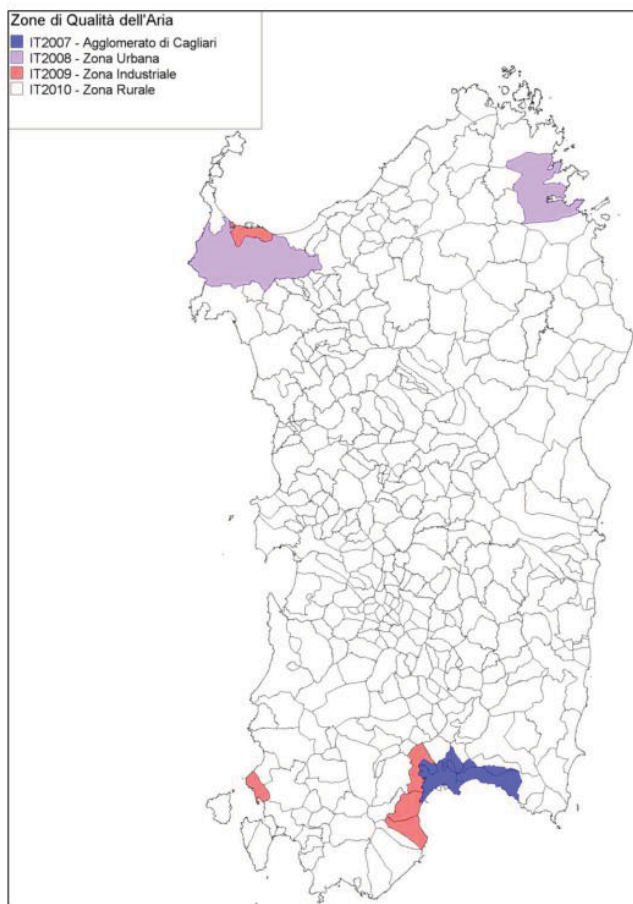 Zone di Qualità dell'Aria
IT2007 - Agglomerato di Cagliari
IT2008 - Zona Urbana
IT2009 - Zona Industriale
IT2010 - Zona Rurale